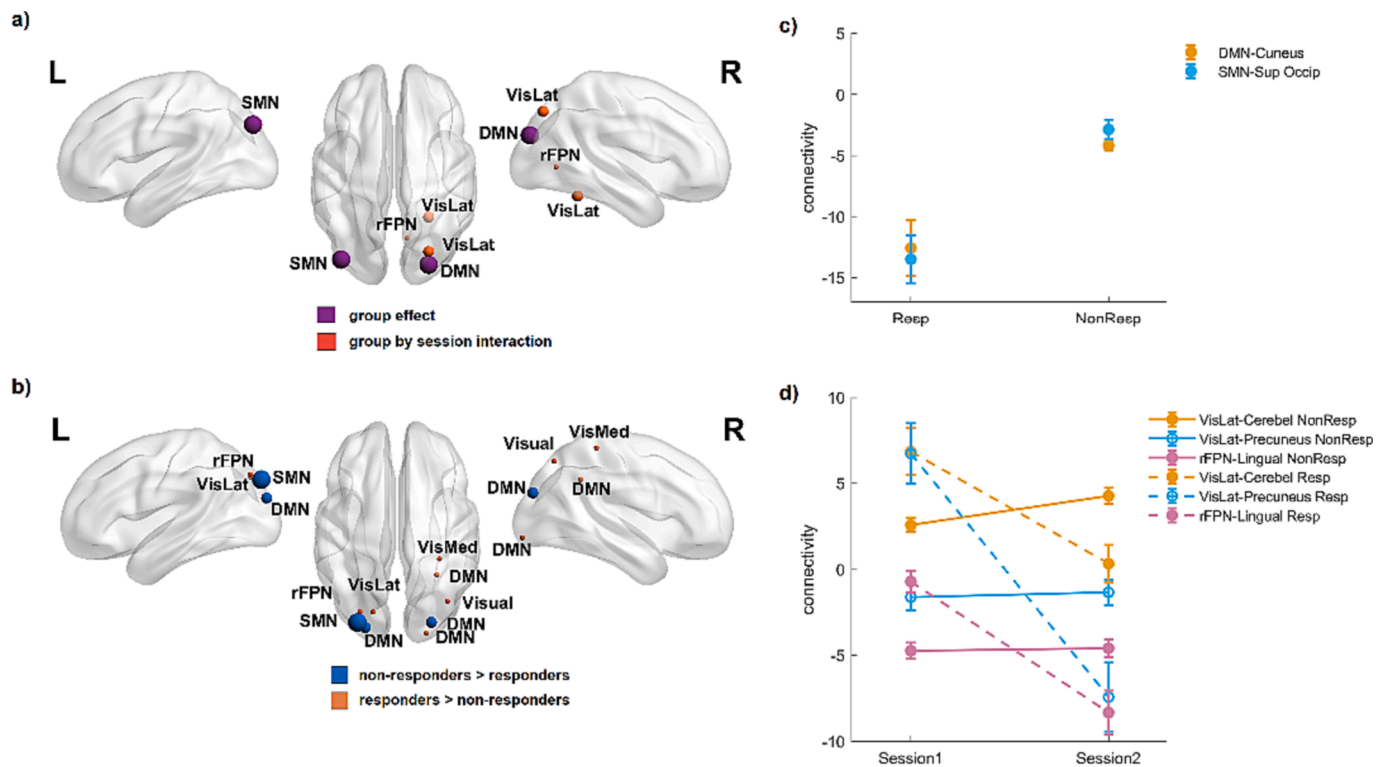 a)
L
R
SMN
VisLat
DMN
rFPN
VisLat
VisLat
rFPN
VisLat
SMN
DMN
group effect
group by session interaction
b)
L
R
rFPN
VisLat
SMN
DMN
Visual
VisMed
DMN
DMN
DMN
VisMed
DMN
VisLat
rFPN
Visual
SMN
DMN
DMN
DMN
non-responders > responders
responders > non-responders
c)
5
0
-5
-10
-15
connectivity
Resp
NonResp
DMN-Cuneus
SMN-Sup Occip
d)
10
5
0
-5
-10
connectivity
Session1
Session2
VisLat-Cerebel NonResp
VisLat-Precuneus NonResp
rFPN-Lingual NonResp
VisLat-Cerebel Resp
VisLat-Precuneus Resp
rFPN-Lingual Resp